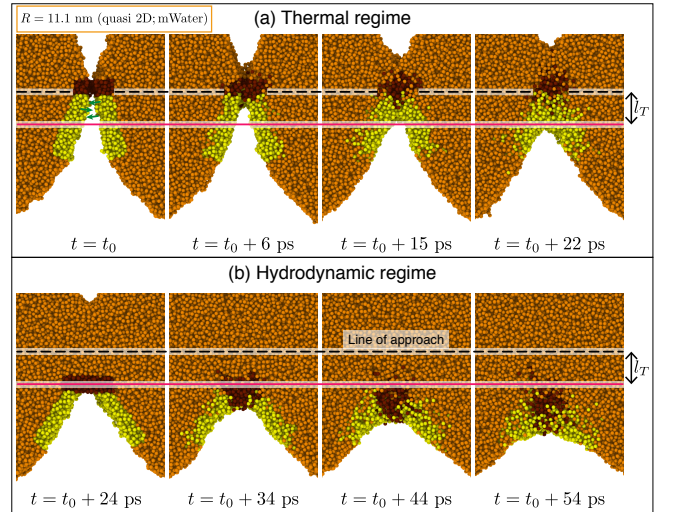 R = 11.1 nm (quasi 2D; mWater)
(a) Thermal regime
l_T
t = t_0
t = t_0 + 6 ps
t = t_0 + 15 ps
t = t_0 + 22 ps
(b) Hydrodynamic regime
Line of approach
l_T
t = t_0 + 24 ps
t = t_0 + 34 ps
t = t_0 + 44 ps
t = t_0 + 54 ps